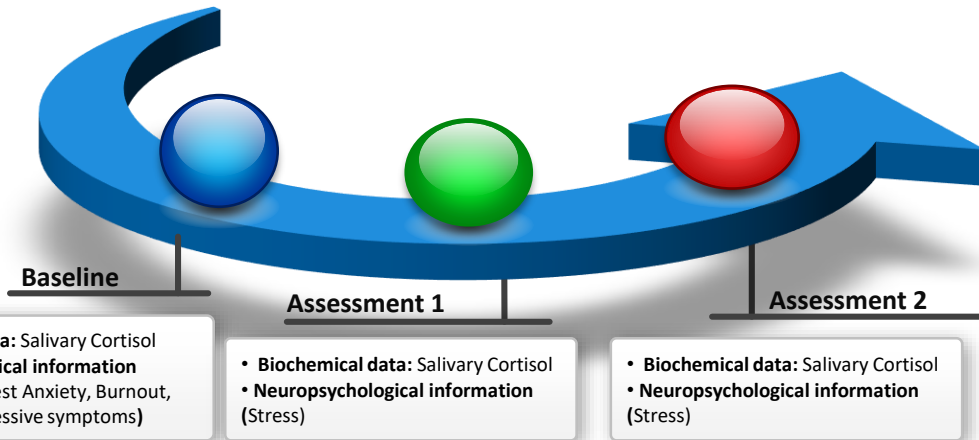 Baseline
Assessment 1
Assessment 2
a: Salivary Cortisol
ical information
est Anxiety, Burnout,
essive symptoms)
• Biochemical data: Salivary Cortisol
• Neuropsychological information
(Stress)
• Biochemical data: Salivary Cortisol
• Neuropsychological information
(Stress)